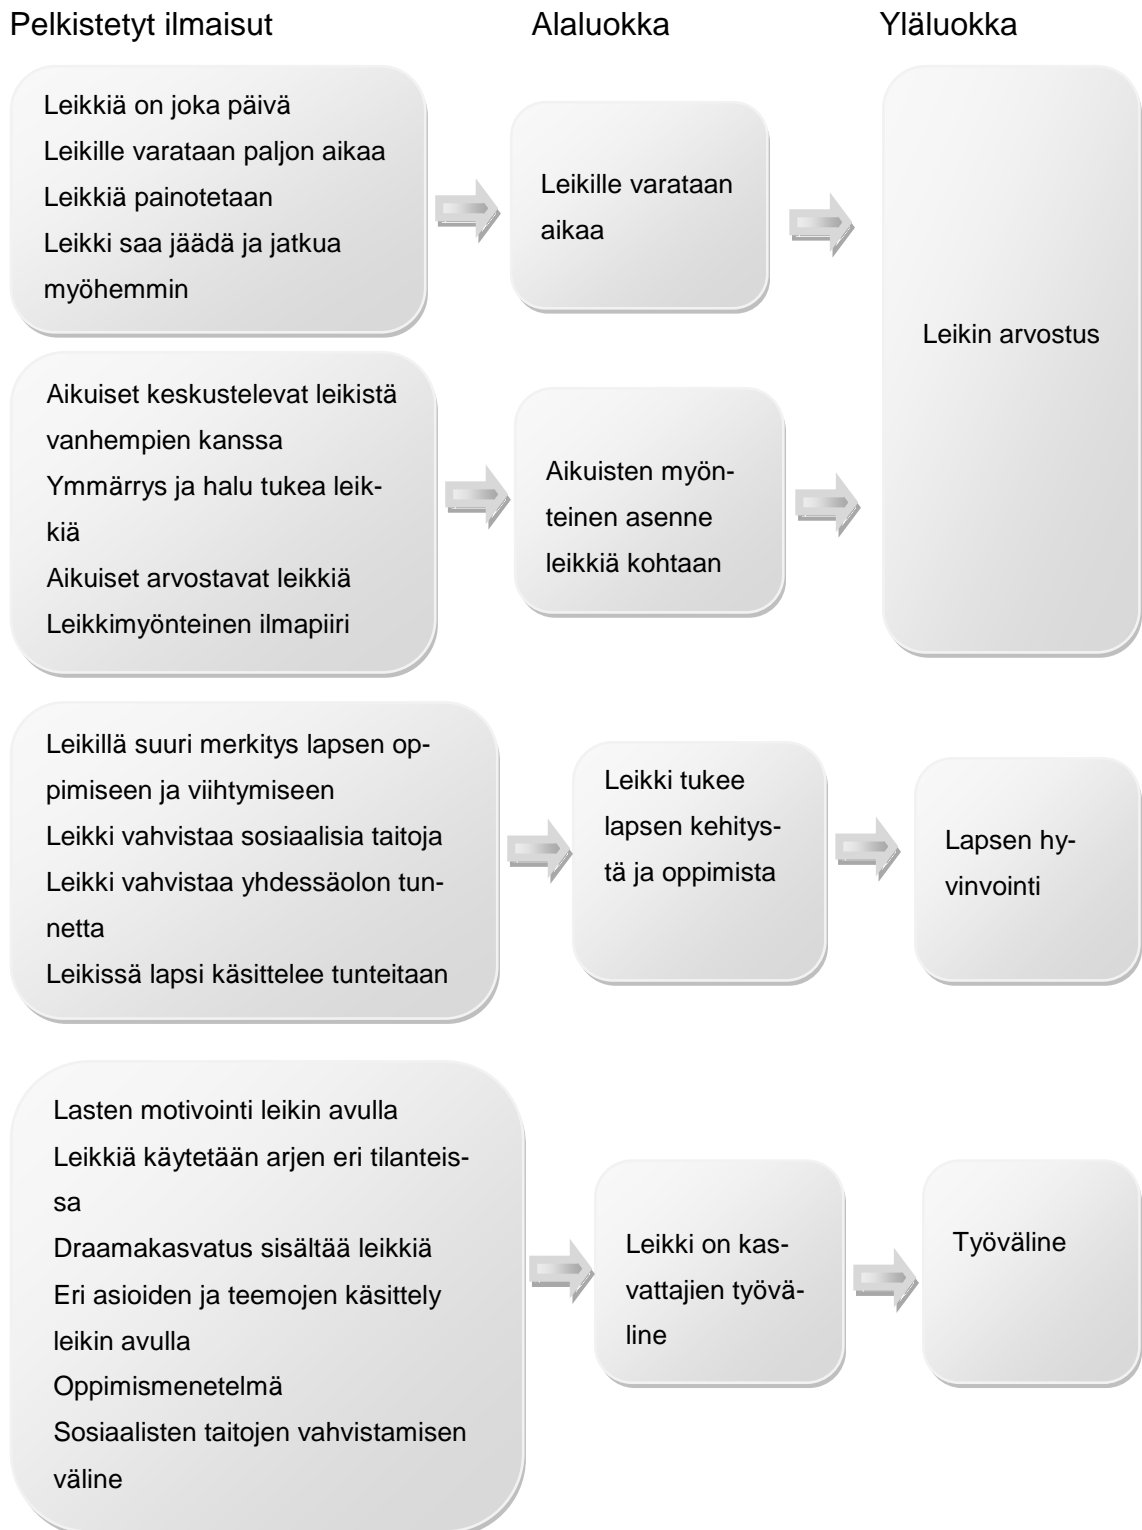 Pelkistetyt ilmaisut
Alaluokka
Yläluokka
Leikkiä on joka päivä
Leikille varataan paljon aikaa
Leikkiä painotetaan
Leikki saa jäädä ja jatkua
myöhemmin
Leikille varataan
aikaa
Leikin arvostus
Aikuiset keskustelevat leikistä
vanhempien kanssa
Ymmärrys ja halu tukea leik-
kiä
Aikuiset arvostavat leikkiä
Leikkimyönteinen ilmapiiri
Aikuisten myön-
teinen asenne
leikkiä kohtaan
Leikillä suuri merkitys lapsen op-
pimiseen ja viihtymiseen
Leikki vahvistaa sosiaalisia taitoja
Leikki vahvistaa yhdessäolon tun-
netta
Leikissä lapsi käsittelee tunteitaan
Leikki tukee
lapsen kehitys-
tä ja oppimista
Lapsen hy-
vinvointi
Lasten motivointi leikin avulla
Leikkiä käytetään arjen eri tilanteis-
sa
Draamakasvatus sisältää leikkiä
Eri asioiden ja teemojen käsittely
leikin avulla
Oppimismenetelmä
Sosiaalisten taitojen vahvistamisen
väline
Leikki on kas-
vattajien työvä-
line
Työväline